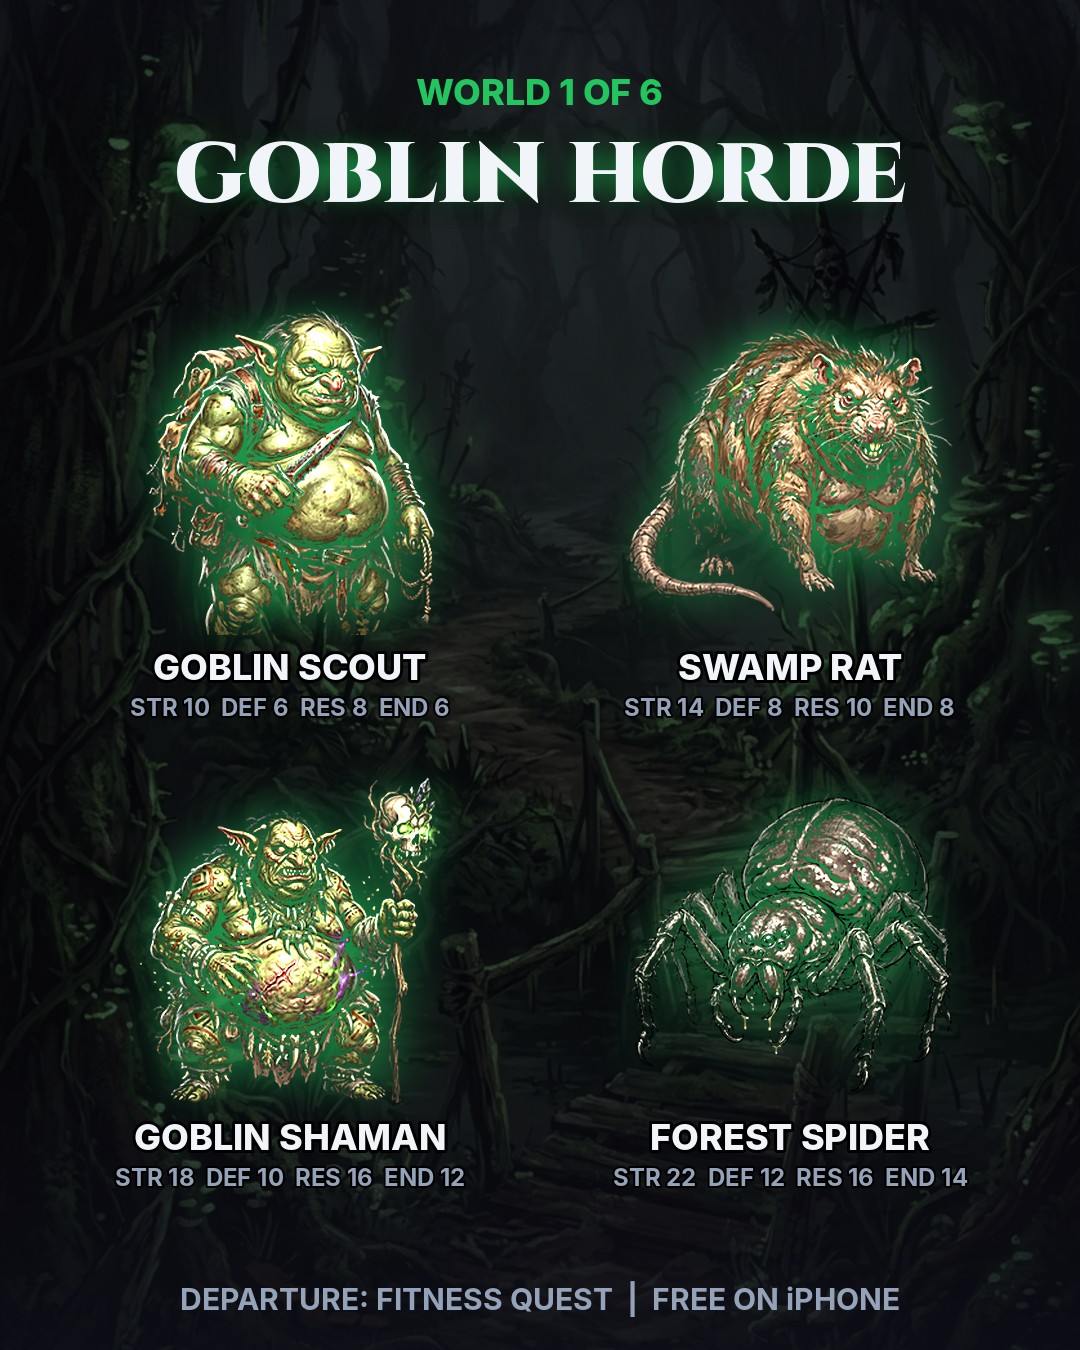 WORLD 1 OF 6
GOBLIN HORDE
GOBLIN SCOUT
STR 10 DEF 6 RES 8 END 6
SWAMP RAT
STR 14 DEF 8 RES 10 END 8
GOBLIN SHAMAN
STR 18 DEF 10 RES 16 END 12
FOREST SPIDER
STR 22 DEF 12 RES 16 END 14
DEPARTURE: FITNESS QUEST | FREE ON iPHONE